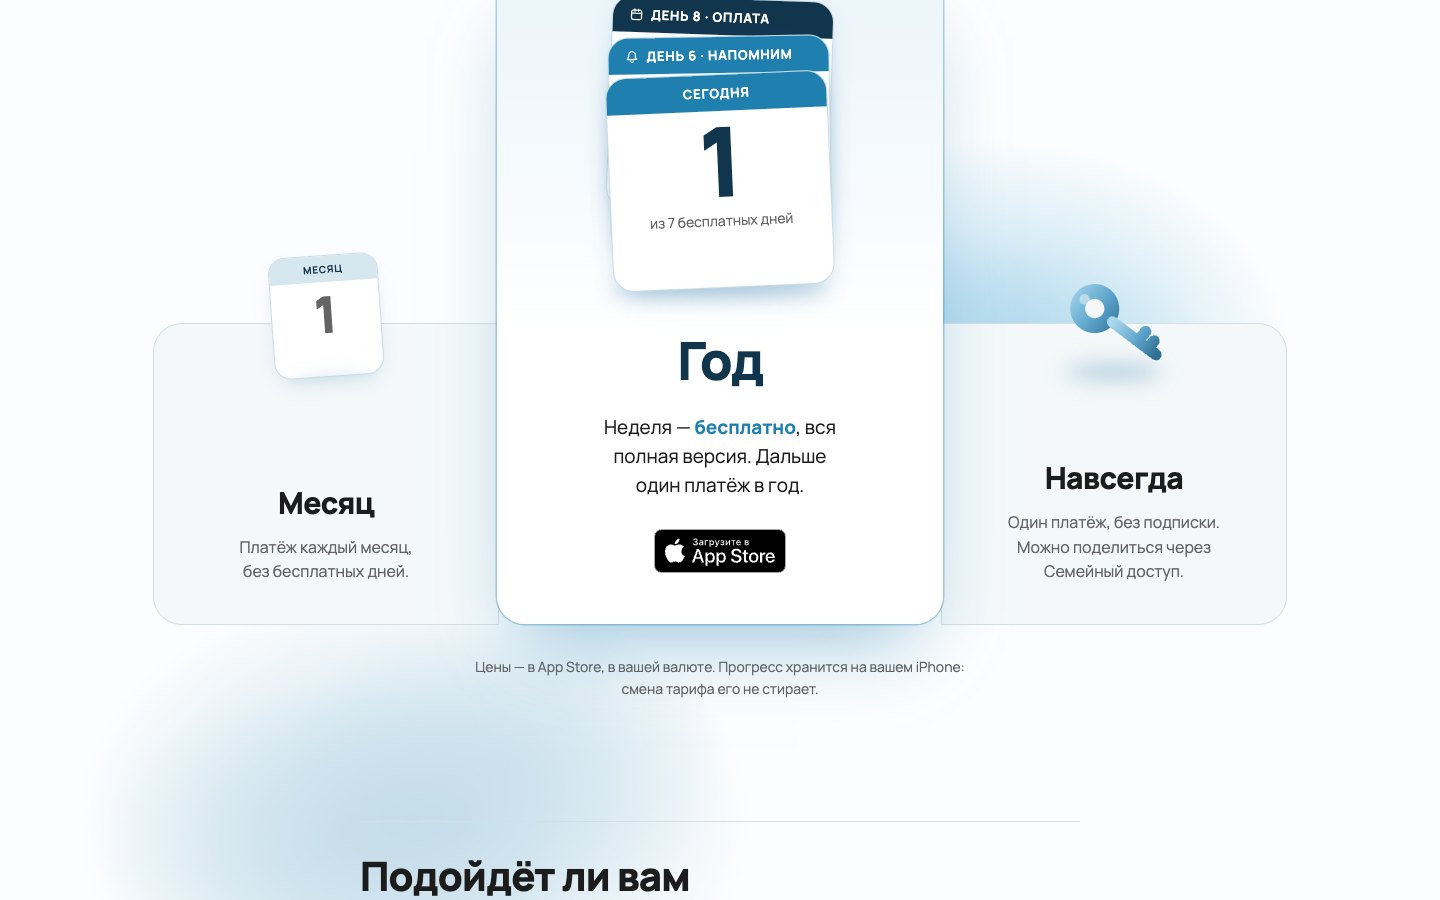 ДЕНЬ 8 · ОПЛАТА
ДЕНЬ 6 · НАПОМНИМ
СЕГОДНЯ
1
из 7 бесплатных дней
МЕСЯЦ
1
Месяц
Платёж каждый месяц,
без бесплатных дней.
Год
Неделя — бесплатно, вся
полная версия. Дальше
один платёж в год.
Загрузите в
App Store
Навсегда
Один платёж, без подписки.
Можно поделиться через
Семейный доступ.
Цены — в App Store, в вашей валюте. Прогресс хранится на вашем iPhone:
смена тарифа его не стирает.
Подойдёт ли вам